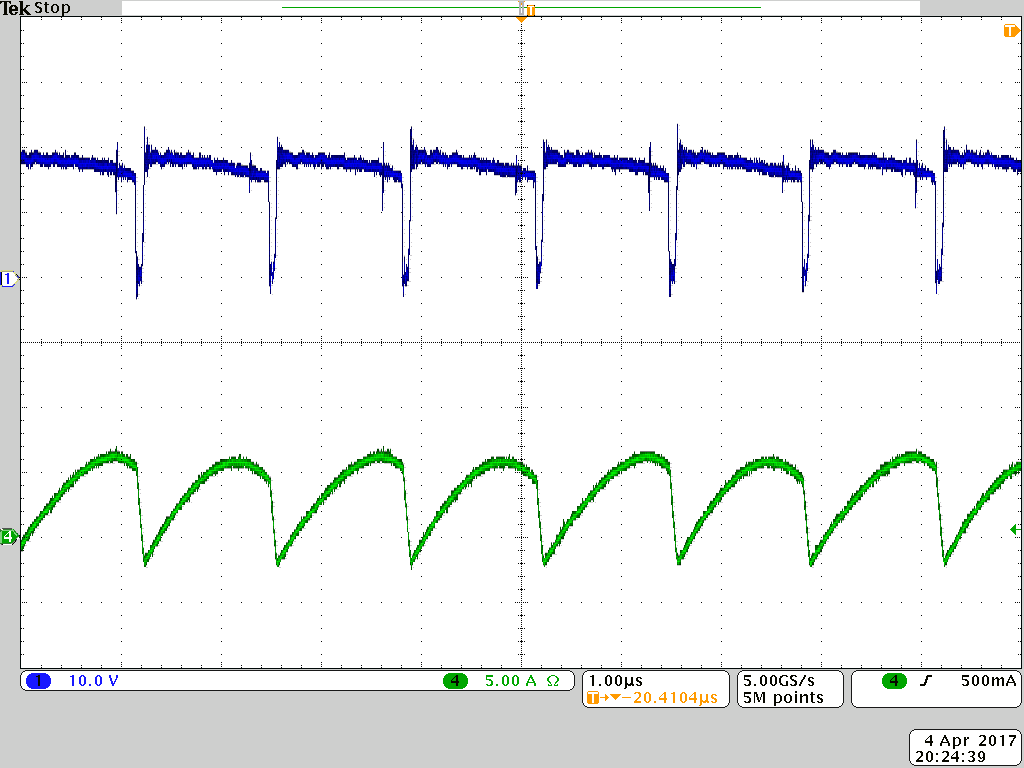 Tek Stop
T
T
1
4
1 10.0 V 4 5.00 A Ω
1.00µs
T→▼−20.4104µs
5.00GS/s
5M points
4 ʃ 500mA
4 Apr 2017
20:24:39